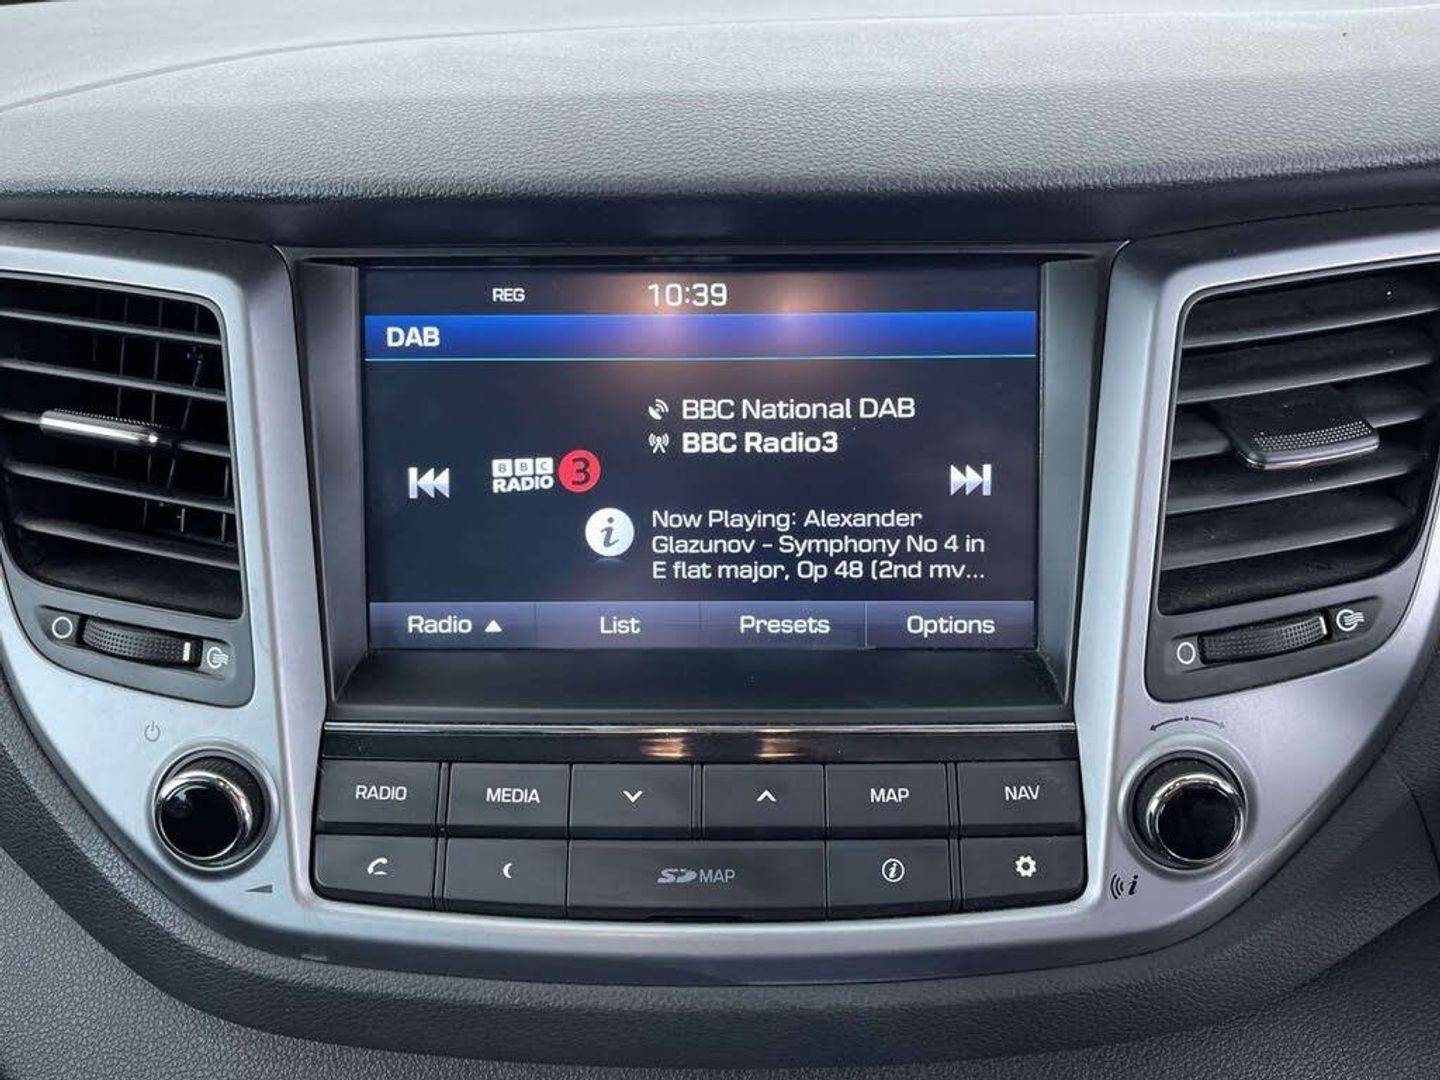 REG 10:39
DAB
BBC National DAB
BBC Radio3
BBC
RADIO 3
Now Playing: Alexander
Glazunov - Symphony No 4 in
E flat major, Op 48 (2nd mv...
Radio List Presets Options
RADIO MEDIA MAP NAV
SD MAP